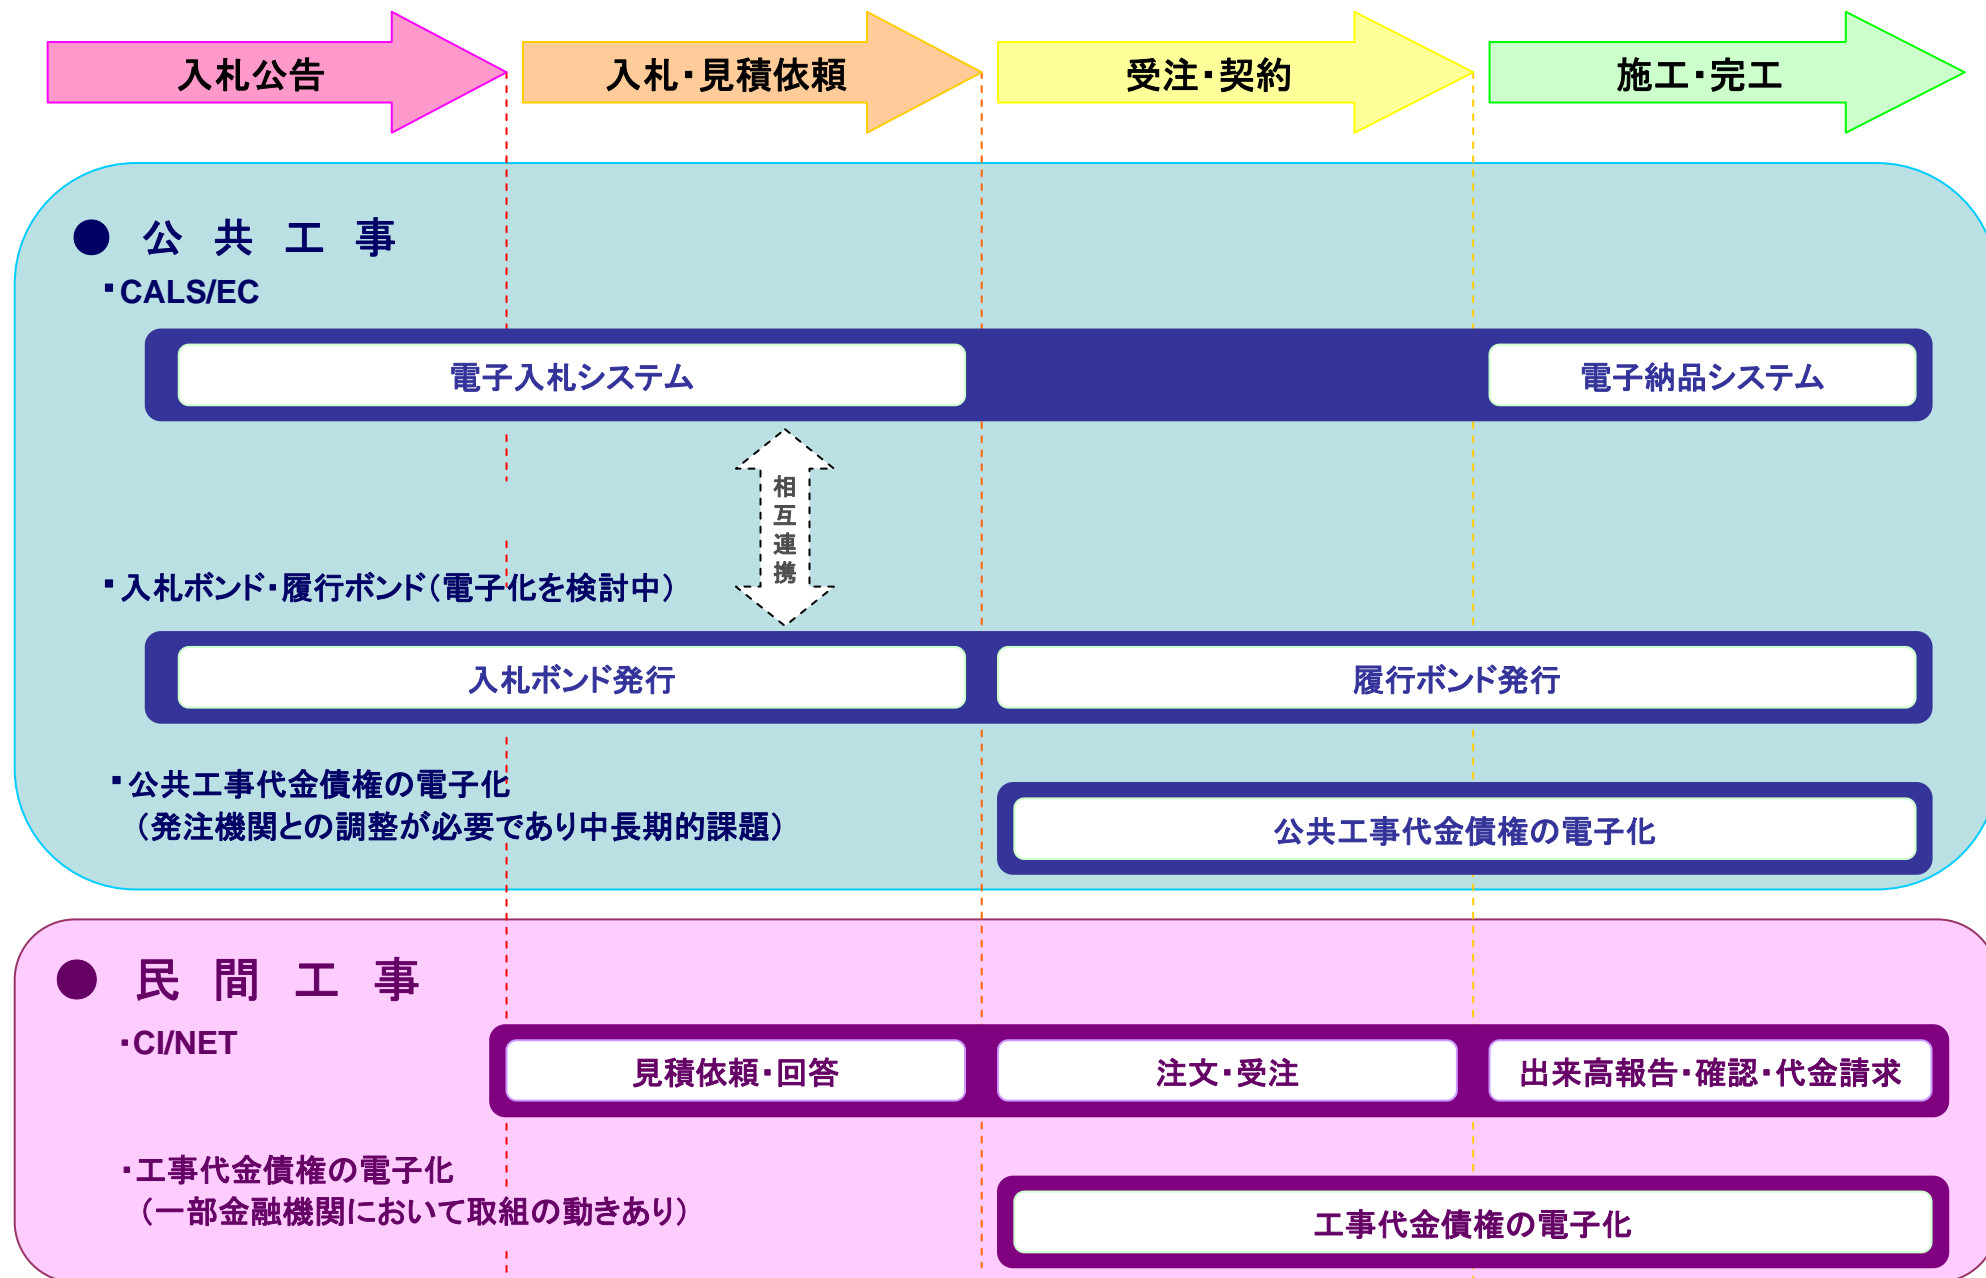 入札公告
入札・見積依頼
受注・契約
施工・完工
● 公 共 工 事
・CALS/EC
電子入札システム
電子納品システム
相互連携
・入札ボンド・履行ボンド（電子化を検討中）
入札ボンド発行
履行ボンド発行
・公共工事代金債権の電子化
（発注機関との調整が必要であり中長期的課題）
公共工事代金債権の電子化
● 民 間 工 事
・CI/NET
見積依頼・回答
注文・受注
出来高報告・確認・代金請求
・工事代金債権の電子化
（一部金融機関において取組の動きあり）
工事代金債権の電子化